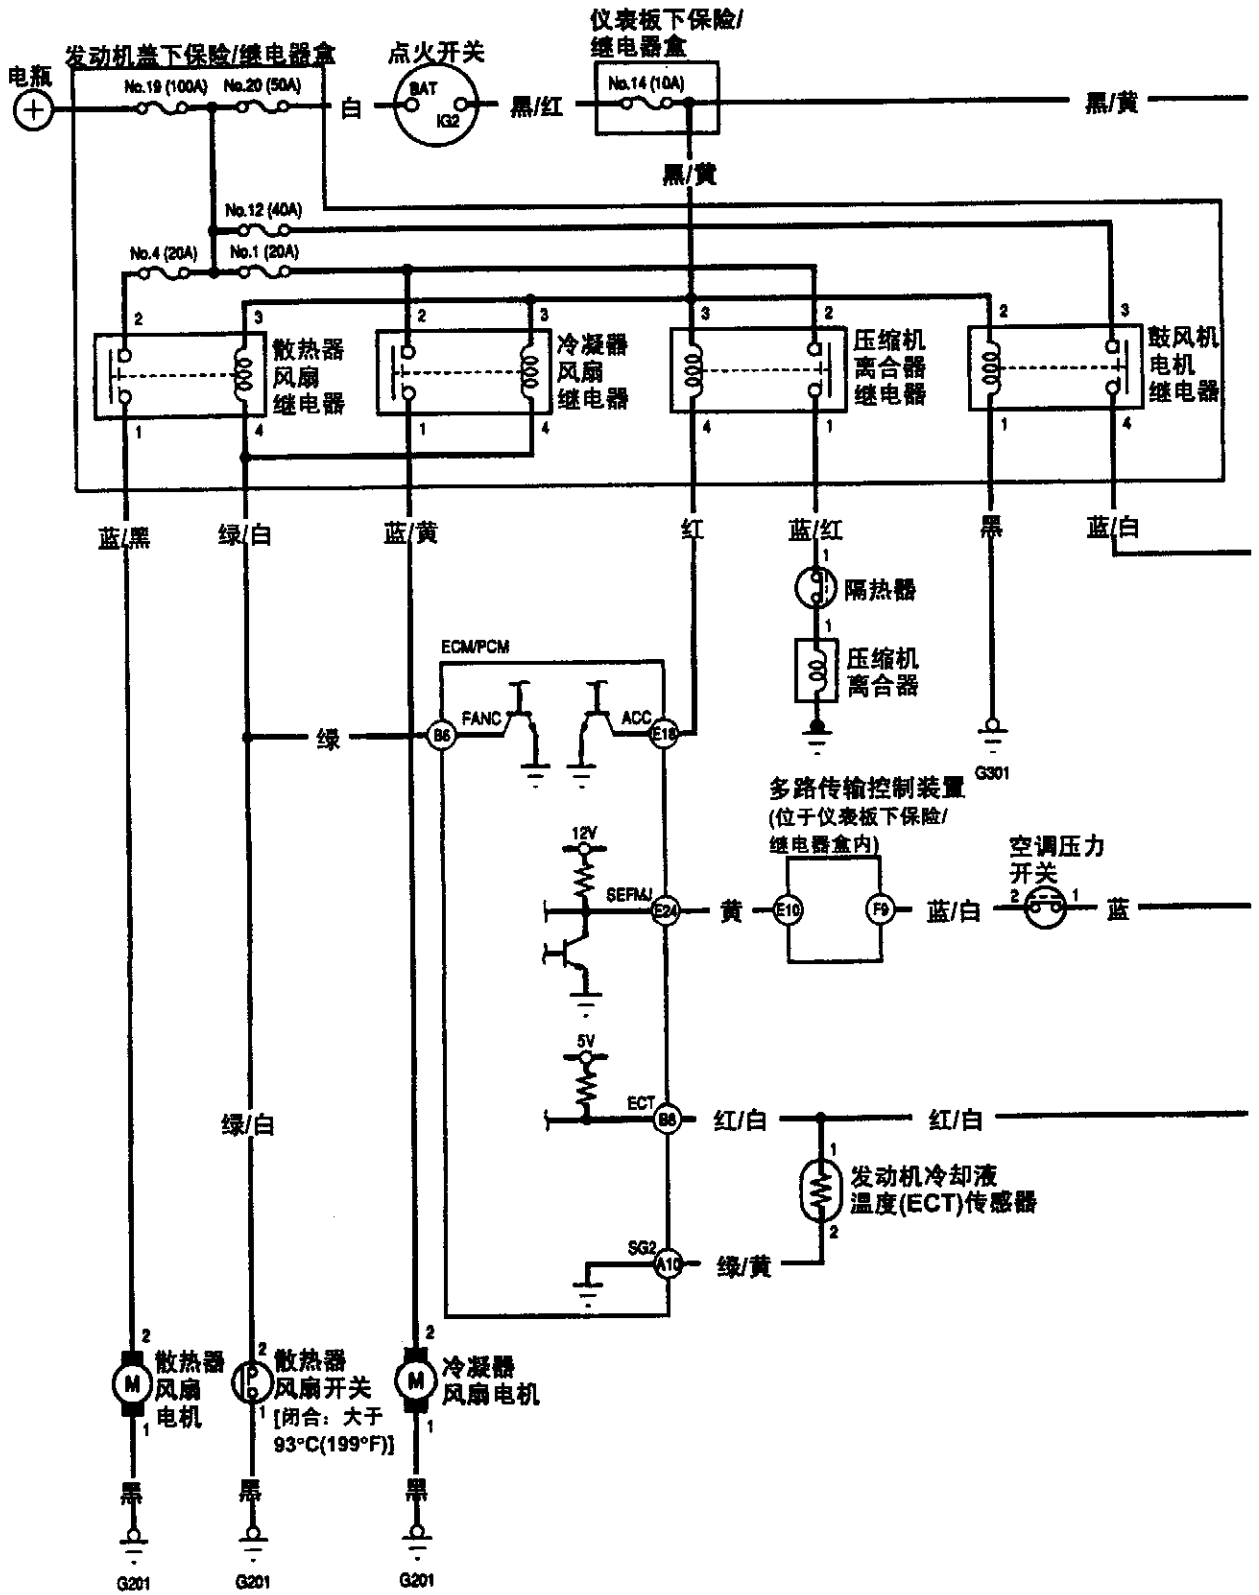 仪表板下保险/
继电器盒
发动机盖下保险/继电器盒
点火开关
电瓶
No.19 (100A)
No.20 (50A)
白
BAT
IG2
黑/红
No.14 (10A)
黑/黄
黑/黄
No.12 (40A)
No.4 (20A)
No.1 (20A)
2
3
散热器
风扇
继电器
1
4
2
3
冷凝器
风扇
继电器
1
4
3
2
压缩机
离合器
继电器
4
1
2
3
鼓风机
电机
继电器
1
4
蓝/黑
绿/白
蓝/黄
红
蓝/红
黑
蓝/白
1
隔热器
1
压缩机
离合器
G301
ECM/PCM
FANC
ACC
绿
B6
E18
多路传输控制装置
(位于仪表板下保险/
继电器盒内)
12V
SEFMJ
E24
黄
E10
F9
蓝/白
空调压力
开关
2
1
蓝
5V
ECT
B8
红/白
红/白
1
发动机冷却液
温度(ECT)传感器
2
绿/白
SG2
A10
绿/黄
2
散热器
风扇
电机
M
1
2
散热器
风扇开关
1
[闭合：大于
93°C(199°F)]
2
冷凝器
风扇电机
M
1
黑
黑
黑
G201
G201
G201